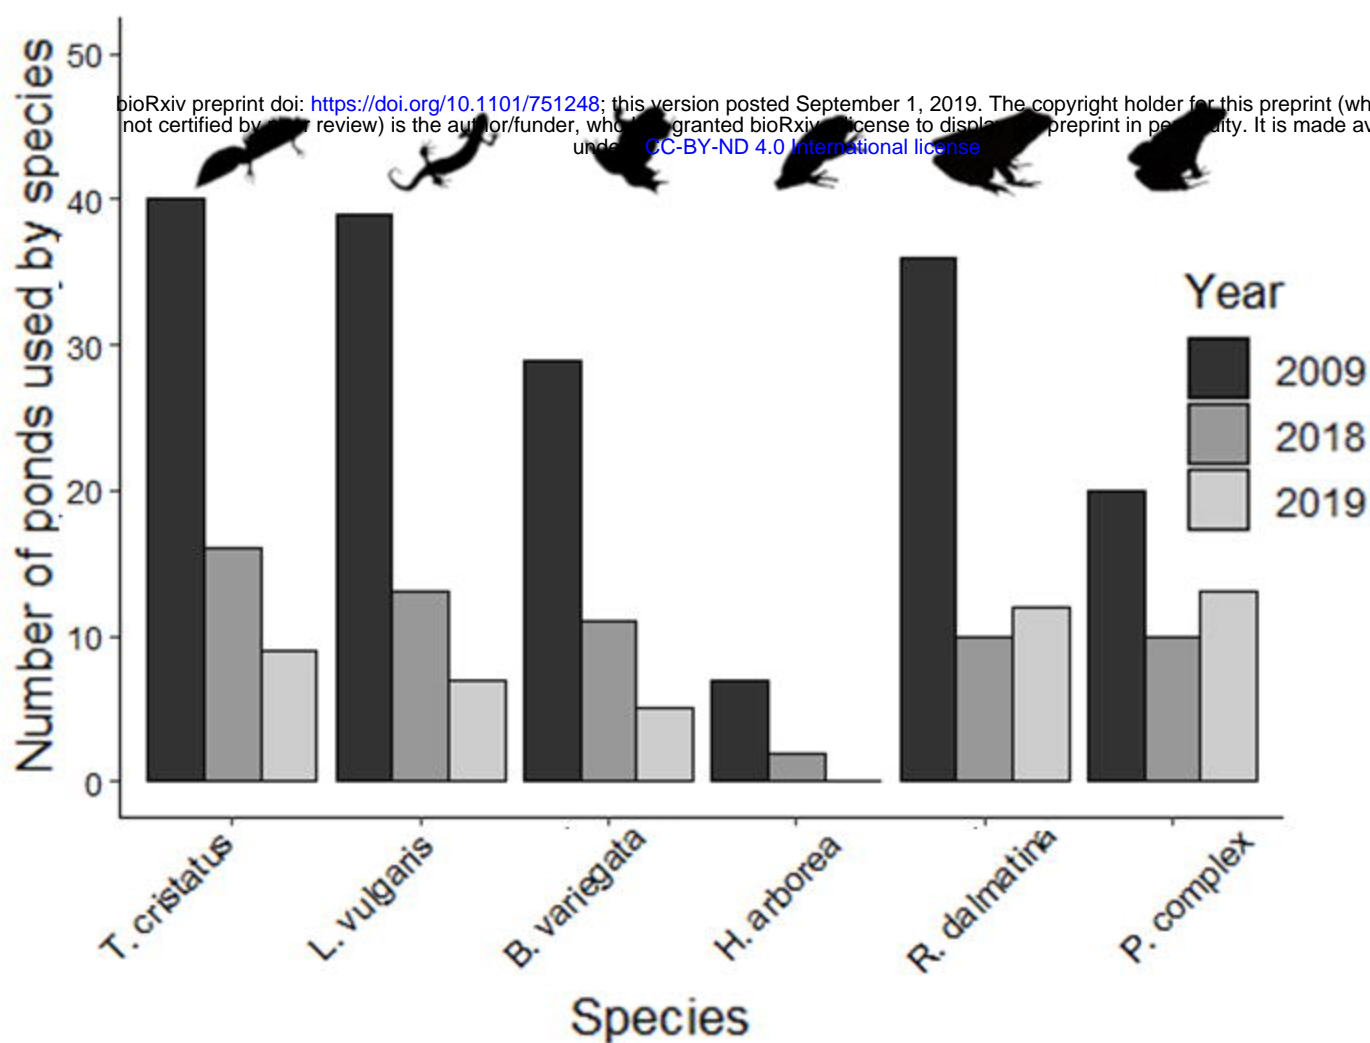 50
bioRxiv preprint doi: https://doi.org/10.1101/751248; this version posted September 1, 2019. The copyright holder for this preprint (wh
not certified by review) is the author/funder, who granted bioRxiv license to display preprint in perpetuity. It is made av
under CC-BY-ND 4.0 International license
40
30
20
10
0
Number of ponds used by species
Year
2009
2018
2019
T. cristatus
L. vulgaris
B. variegata
H. arborea
R. dalmatina
P. complex
Species